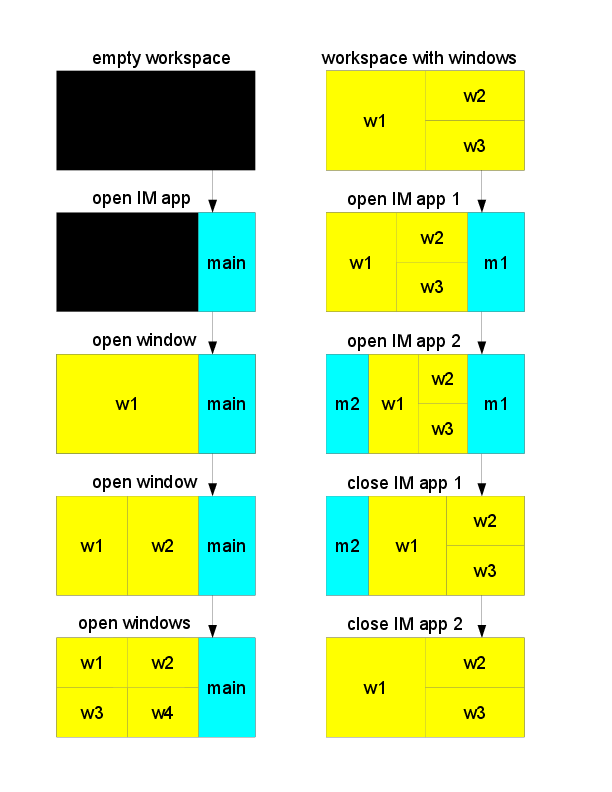 empty workspace
open IM app
main
open window
w1
main
open window
w1 w2 main
open windows
w1 w2
main
w3 w4
workspace with windows
w2
w1
w3
open IM app 1
w2
w1 m1
w3
open IM app 2
w2
m2 w1 m1
w3
close IM app 1
w2
m2 w1
w3
close IM app 2
w2
w1
w3